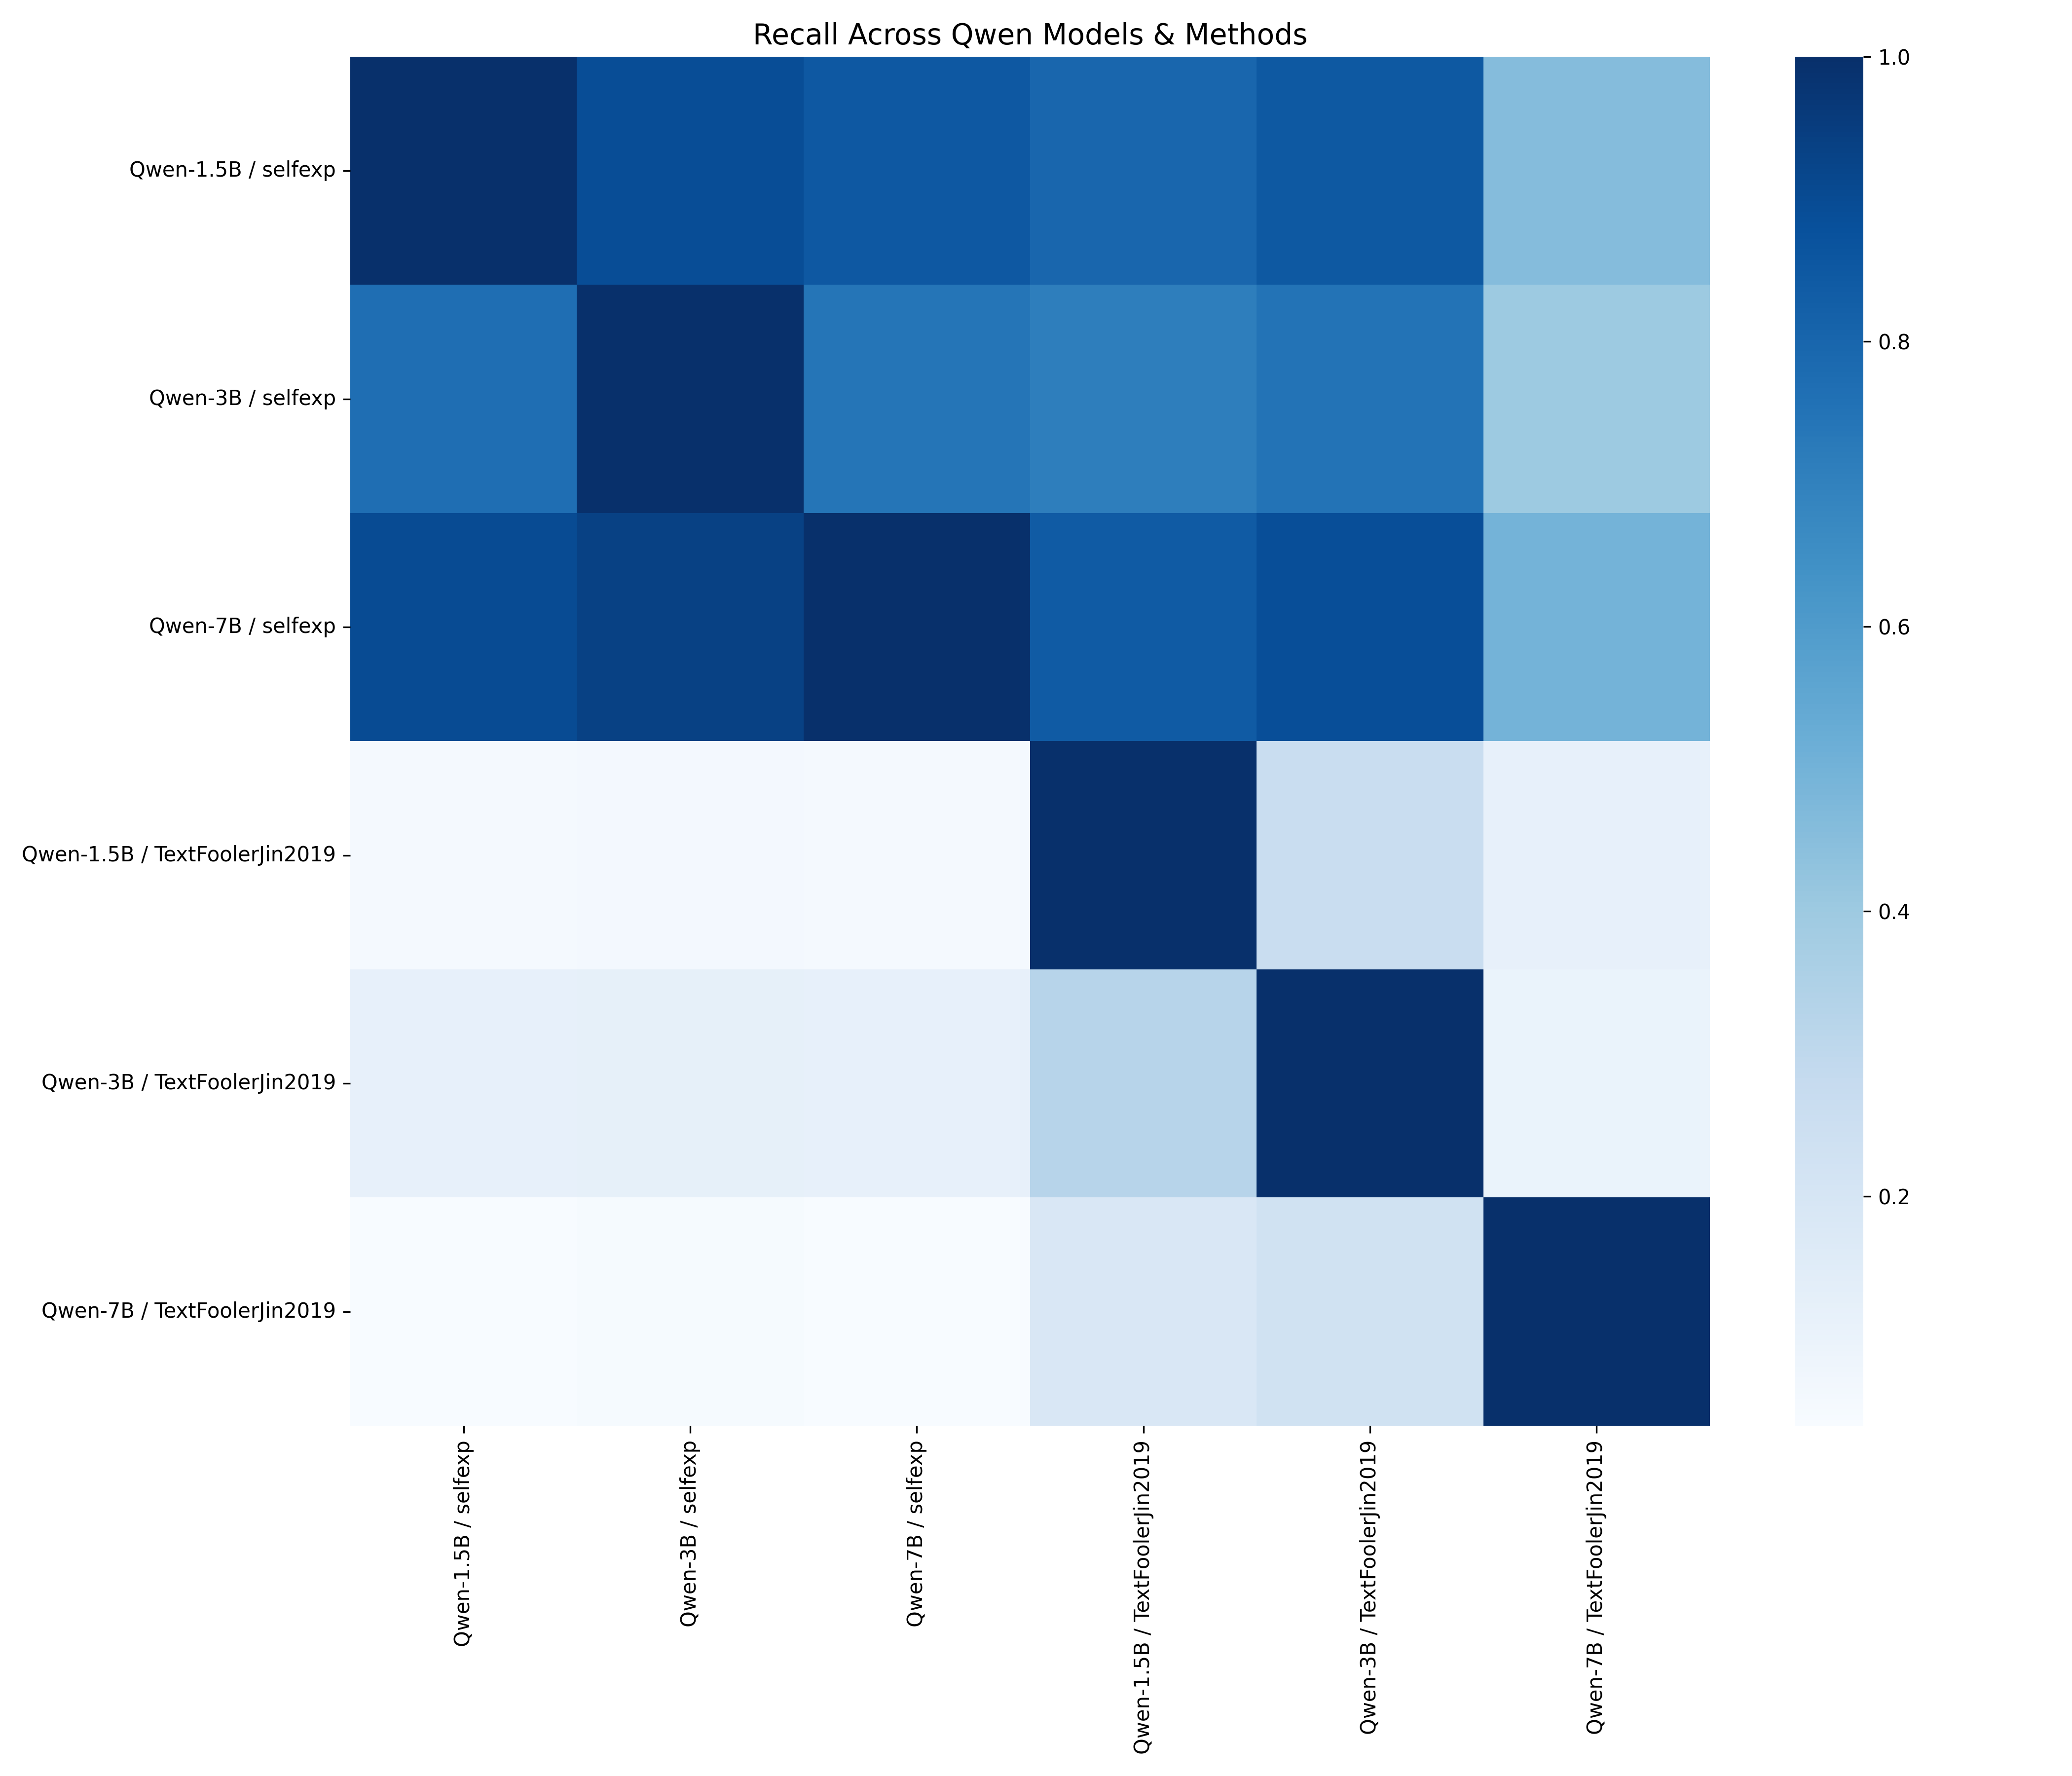 Recall Across Qwen Models & Methods
Qwen-1.5B / selfexp
Qwen-3B / selfexp
Qwen-7B / selfexp
Qwen-1.5B / TextFoolerJin2019
Qwen-3B / TextFoolerJin2019
Qwen-7B / TextFoolerJin2019
Qwen-1.5B / selfexp
Qwen-3B / selfexp
Qwen-7B / selfexp
Qwen-1.5B / TextFoolerJin2019
Qwen-3B / TextFoolerJin2019
Qwen-7B / TextFoolerJin2019
1.0
0.8
0.6
0.4
0.2